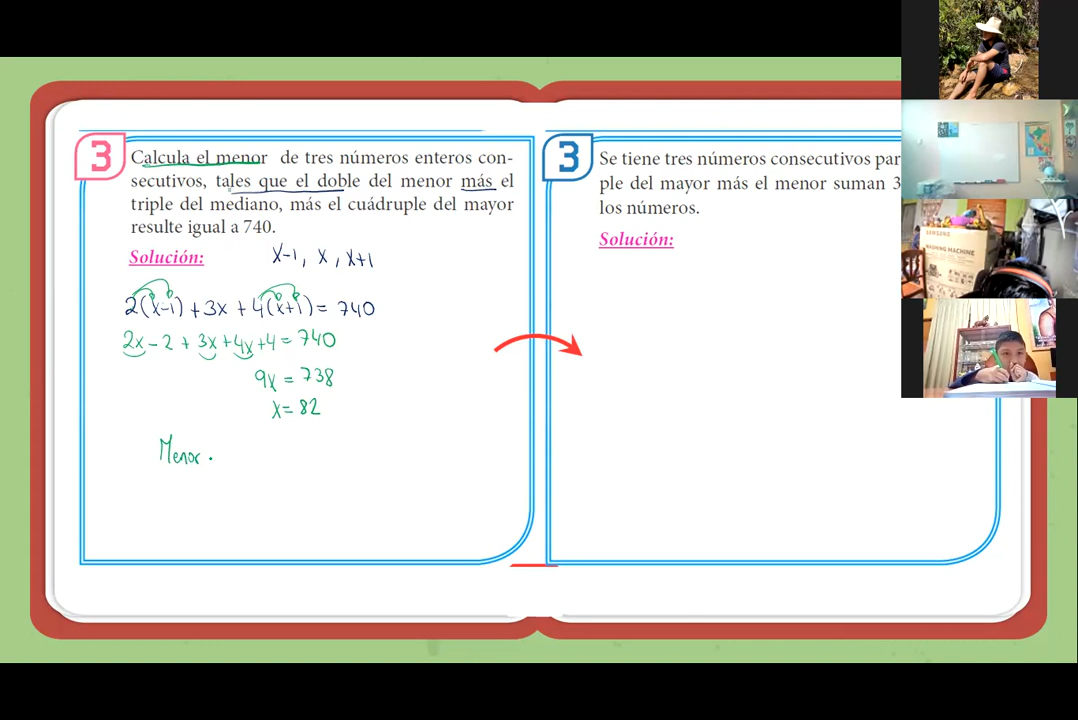 3
Calcula el menor de tres números enteros con-
secutivos, tales que el doble del menor más el
triple del mediano, más el cuádruple del mayor
resulte igual a 740.
Solución:
x-1, x, x+1
2(x-1) + 3x + 4(x+1) = 740
2x - 2 + 3x + 4x + 4 = 740
9x = 738
x = 82
Menor.
3
Se tiene tres números consecutivos par
ple del mayor más el menor suman 3
los números.
Solución:
SAMSUNG
WASHING MACHINE